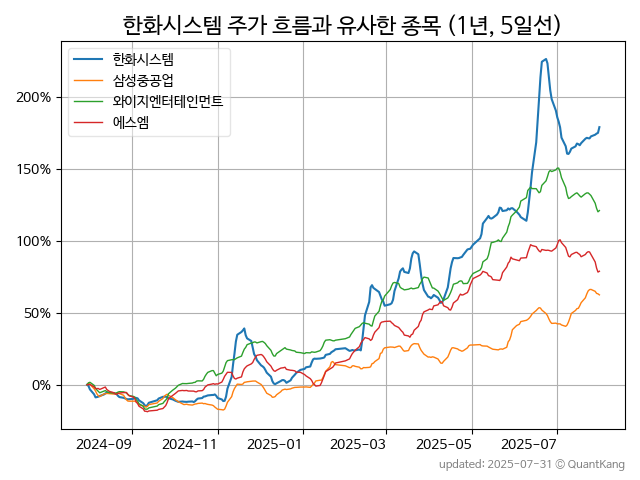 한화시스템 주가 흐름과 유사한 종목 (1년, 5일선)
한화시스템
삼성중공업
와이지엔터테인먼트
에스엠
200%
150%
100%
50%
0%
2024-09 2024-11 2025-01 2025-03 2025-05 2025-07
updated: 2025-07-31 © QuantKang